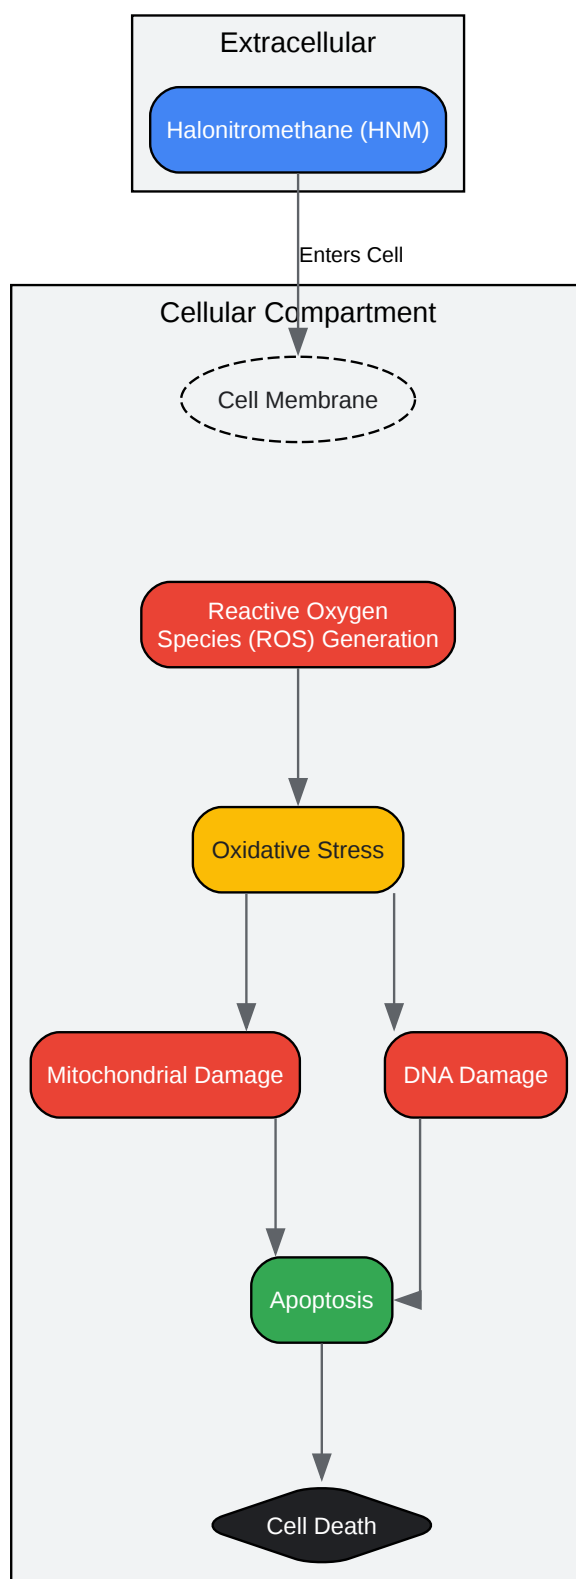 Extracellular
Halonitromethane (HNM)
Enters Cell
Cellular Compartment
Cell Membrane
Reactive Oxygen
Species (ROS) Generation
Oxidative Stress
Mitochondrial Damage
DNA Damage
Apoptosis
Cell Death